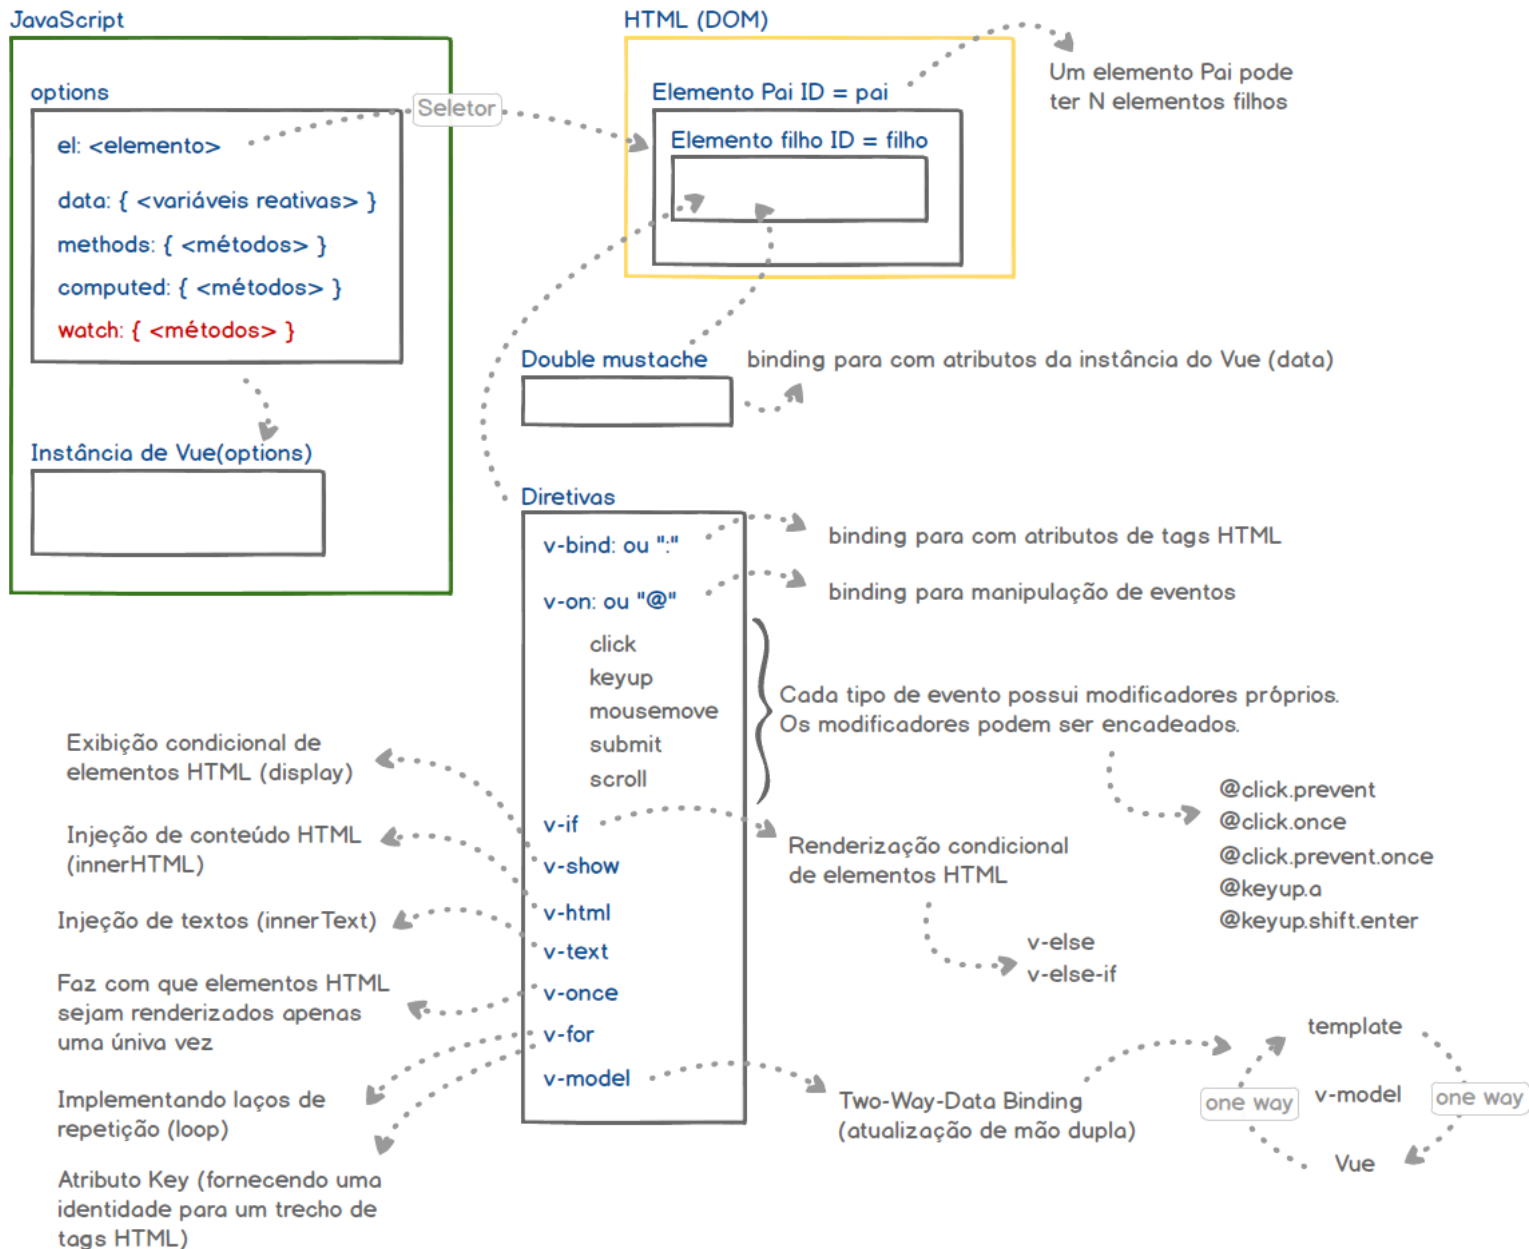 JavaScript
options
el: <elemento>
data: { <variáveis reativas> }
methods: { <métodos> }
computed: { <métodos> }
watch: { <métodos> }
Instância de Vue(options)
Seletor
HTML (DOM)
Elemento Pai ID = pai
Elemento filho ID = filho
Um elemento Pai pode
ter N elementos filhos
Double mustache
binding para com atributos da instância do Vue (data)
Diretivas
v-bind: ou ":"
binding para com atributos de tags HTML
v-on: ou "@"
binding para manipulação de eventos
click
keyup
mousemove
submit
scroll
Cada tipo de evento possui modificadores próprios.
Os modificadores podem ser encadeados.
@click.prevent
@click.once
@click.prevent.once
@keyup.a
@keyup.shift.enter
v-if
Renderização condicional
de elementos HTML
v-else
v-else-if
v-show
Exibição condicional de
elementos HTML (display)
v-html
Injeção de conteúdo HTML
(innerHTML)
v-text
Injeção de textos (innerText)
v-once
Faz com que elementos HTML
sejam renderizados apenas
uma úniva vez
v-for
Implementando laços de
repetição (loop)
Atributo Key (fornecendo uma
identidade para um trecho de
tags HTML)
v-model
Two-Way-Data Binding
(atualização de mão dupla)
template
one way
v-model
one way
Vue